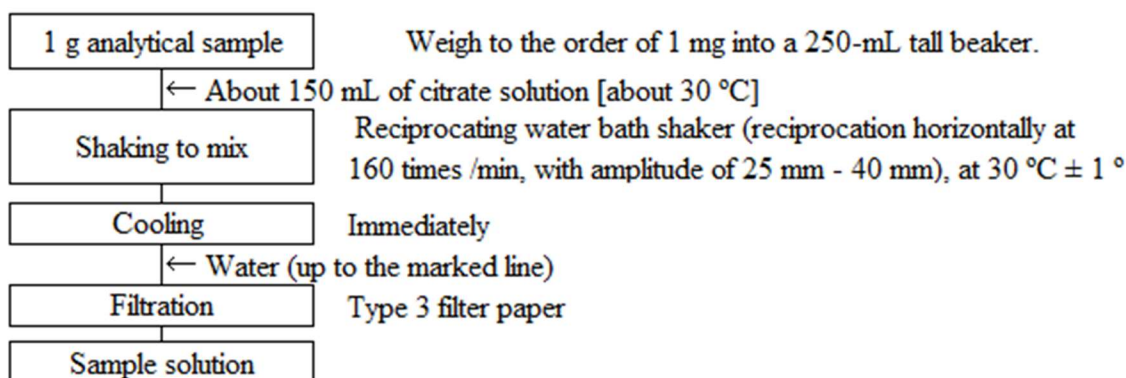 1 g analytical sample Weigh to the order of 1 mg into a 250-mL tall beaker.
← About 150 mL of citrate solution [about 30 °C]
Shaking to mix
Reciprocating water bath shaker (reciprocation horizontally at
160 times /min, with amplitude of 25 mm - 40 mm), at 30 °C ± 1 °
Cooling Immediately
← Water (up to the marked line)
Filtration Type 3 filter paper
Sample solution